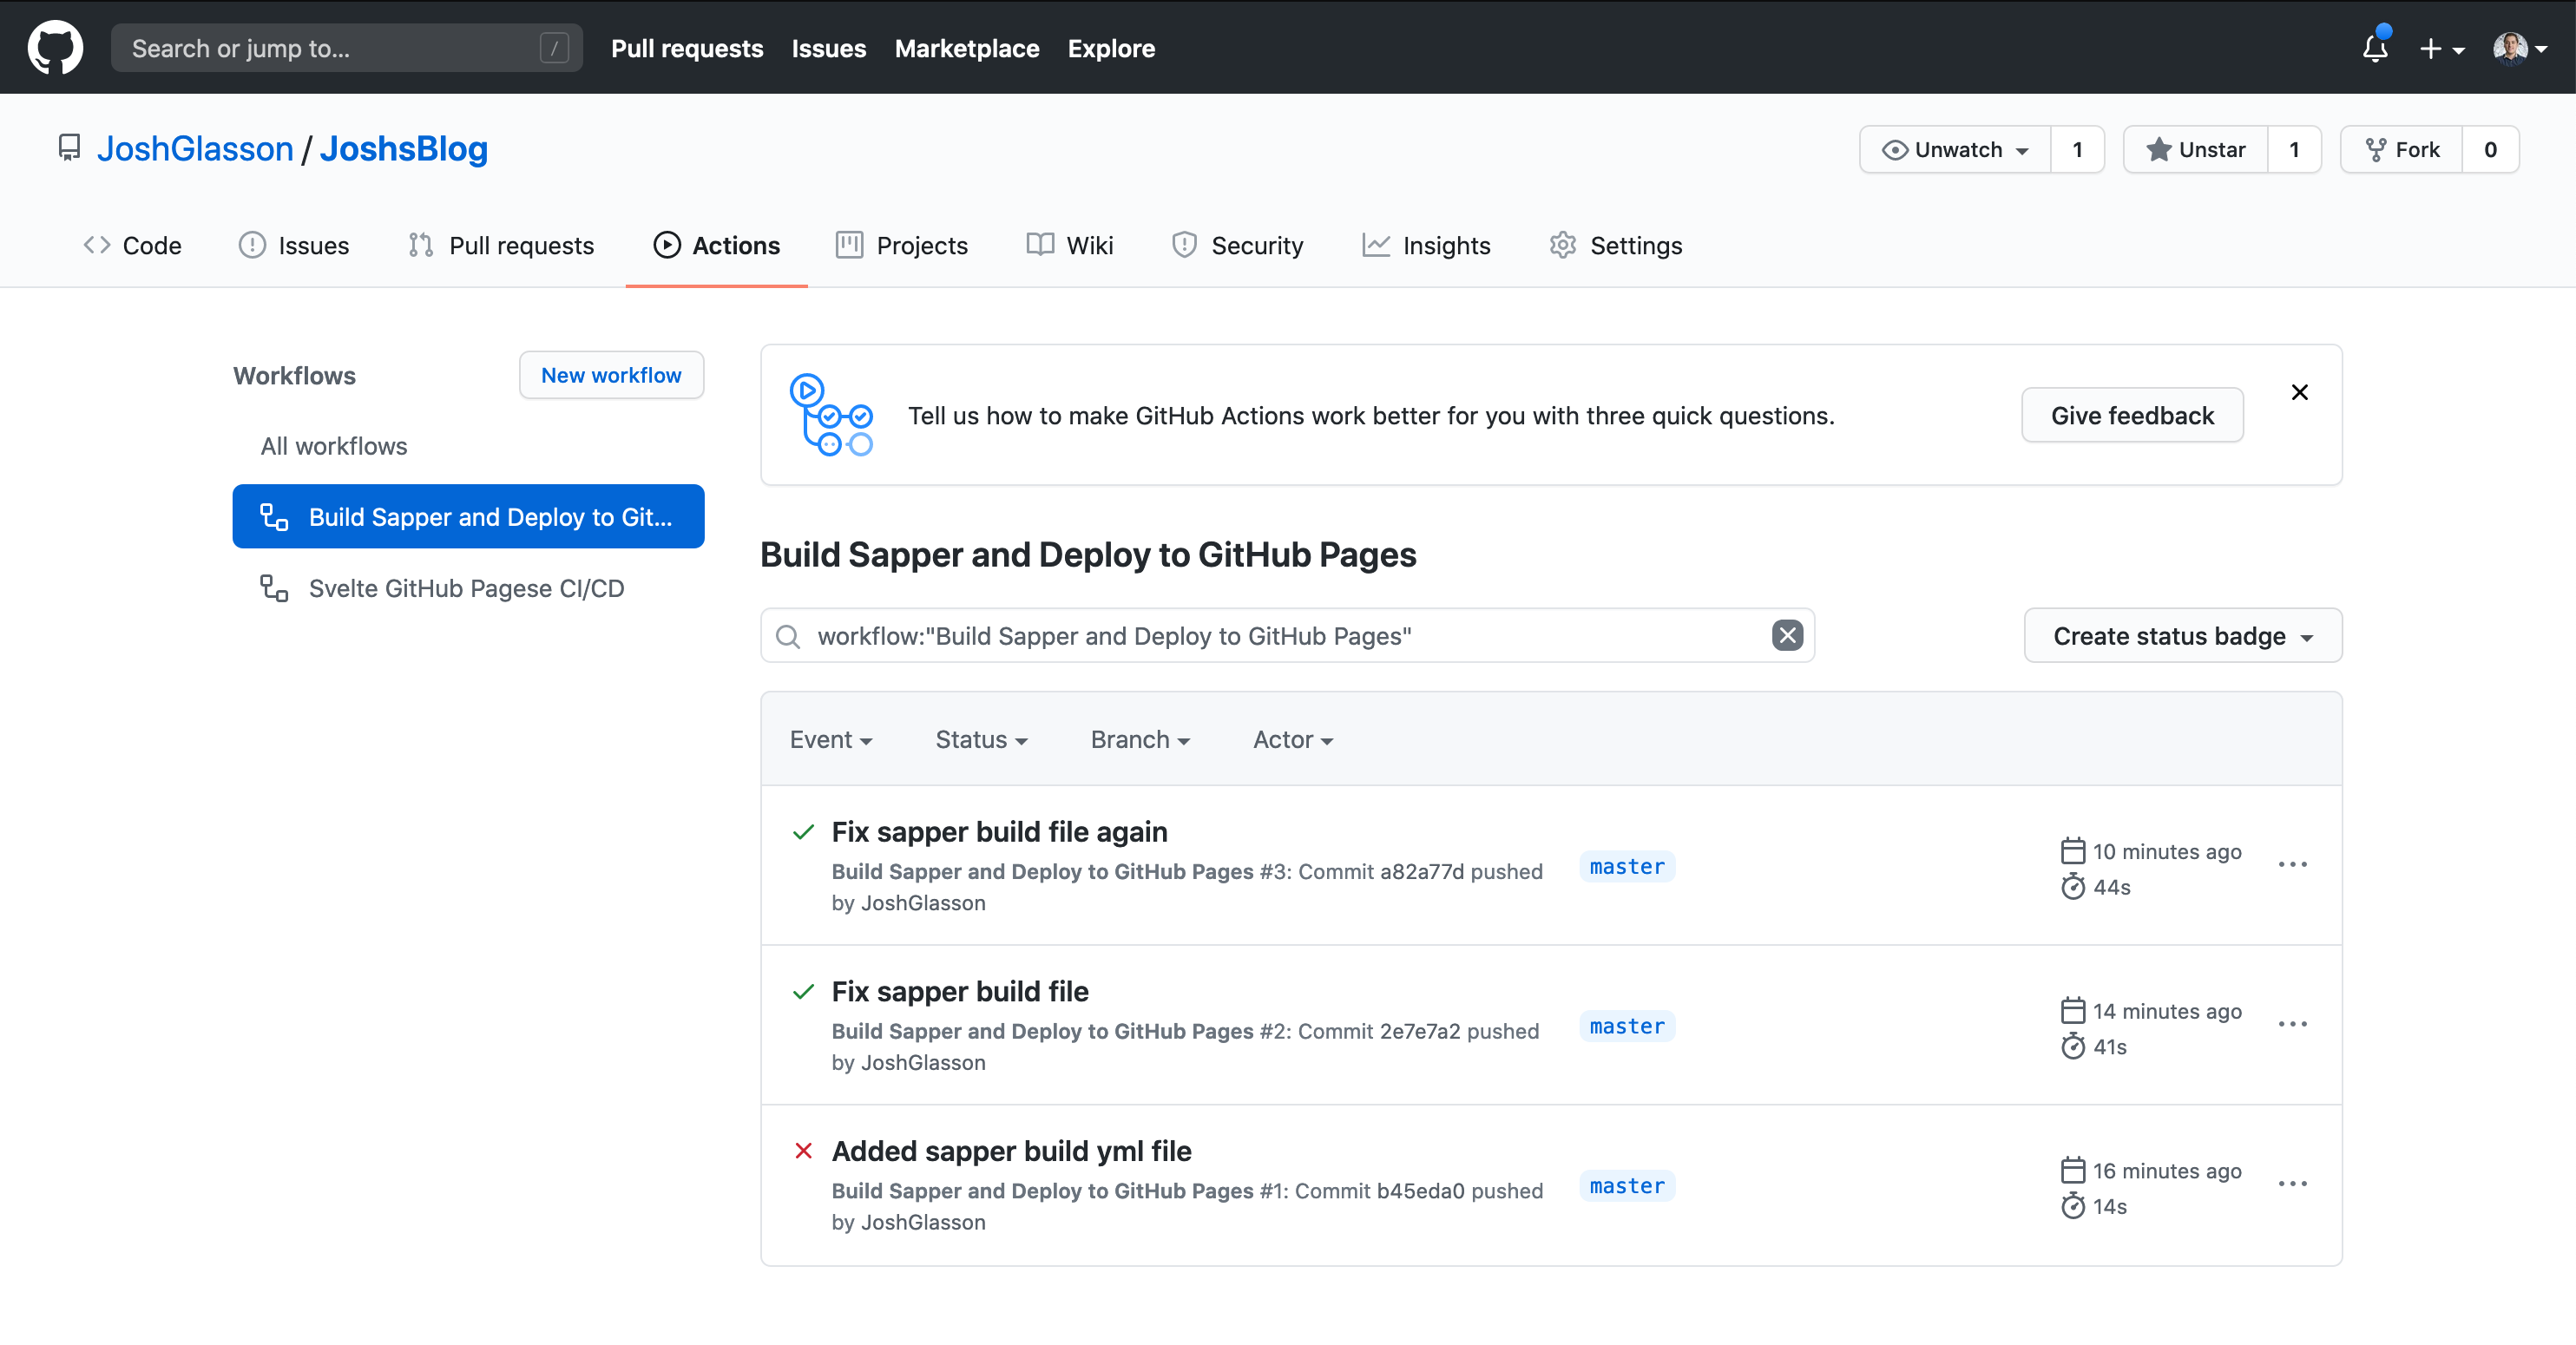 Search or jump to... /
Pull requests Issues Marketplace Explore
JoshGlasson / JoshsBlog
Unwatch 1
Unstar 1
Fork 0
Code Issues Pull requests Actions Projects Wiki Security Insights Settings
Workflows
New workflow
All workflows
Build Sapper and Deploy to Git...
Svelte GitHub Pagese CI/CD
Tell us how to make GitHub Actions work better for you with three quick questions.
Give feedback
Build Sapper and Deploy to GitHub Pages
workflow:"Build Sapper and Deploy to GitHub Pages"
Create status badge
Event Status Branch Actor
Fix sapper build file again
Build Sapper and Deploy to GitHub Pages #3: Commit a82a77d pushed
by JoshGlasson
master
10 minutes ago
44s
Fix sapper build file
Build Sapper and Deploy to GitHub Pages #2: Commit 2e7e7a2 pushed
by JoshGlasson
master
14 minutes ago
41s
Added sapper build yml file
Build Sapper and Deploy to GitHub Pages #1: Commit b45eda0 pushed
by JoshGlasson
master
16 minutes ago
14s